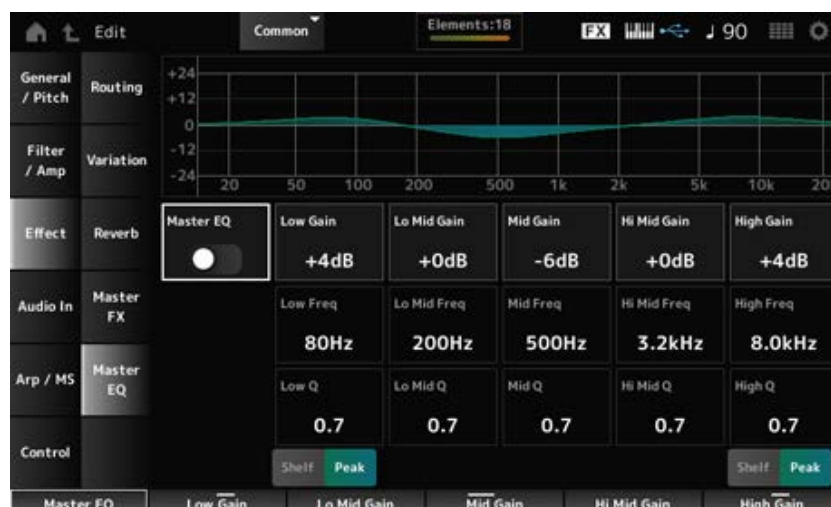 Edit
Common
Elements:18
FX
90
General
/ Pitch
Filter
/ Amp
Effect
Audio In
Arp / MS
Control
Routing
Variation
Reverb
Master
FX
Master
EQ
+24
+12
0
-12
-24
20 50 100 200 500 1k 2k 5k 10k 20
Master EQ
Low Gain
+4dB
Lo Mid Gain
+0dB
Mid Gain
-6dB
Hi Mid Gain
+0dB
High Gain
+4dB
Low Freq
80Hz
Lo Mid Freq
200Hz
Mid Freq
500Hz
Hi Mid Freq
3.2kHz
High Freq
8.0kHz
Low Q
0.7
Lo Mid Q
0.7
Mid Q
0.7
Hi Mid Q
0.7
High Q
0.7
Shelf Peak
Shelf Peak
Master EQ Low Gain Lo Mid Gain Mid Gain Hi Mid Gain High Gain